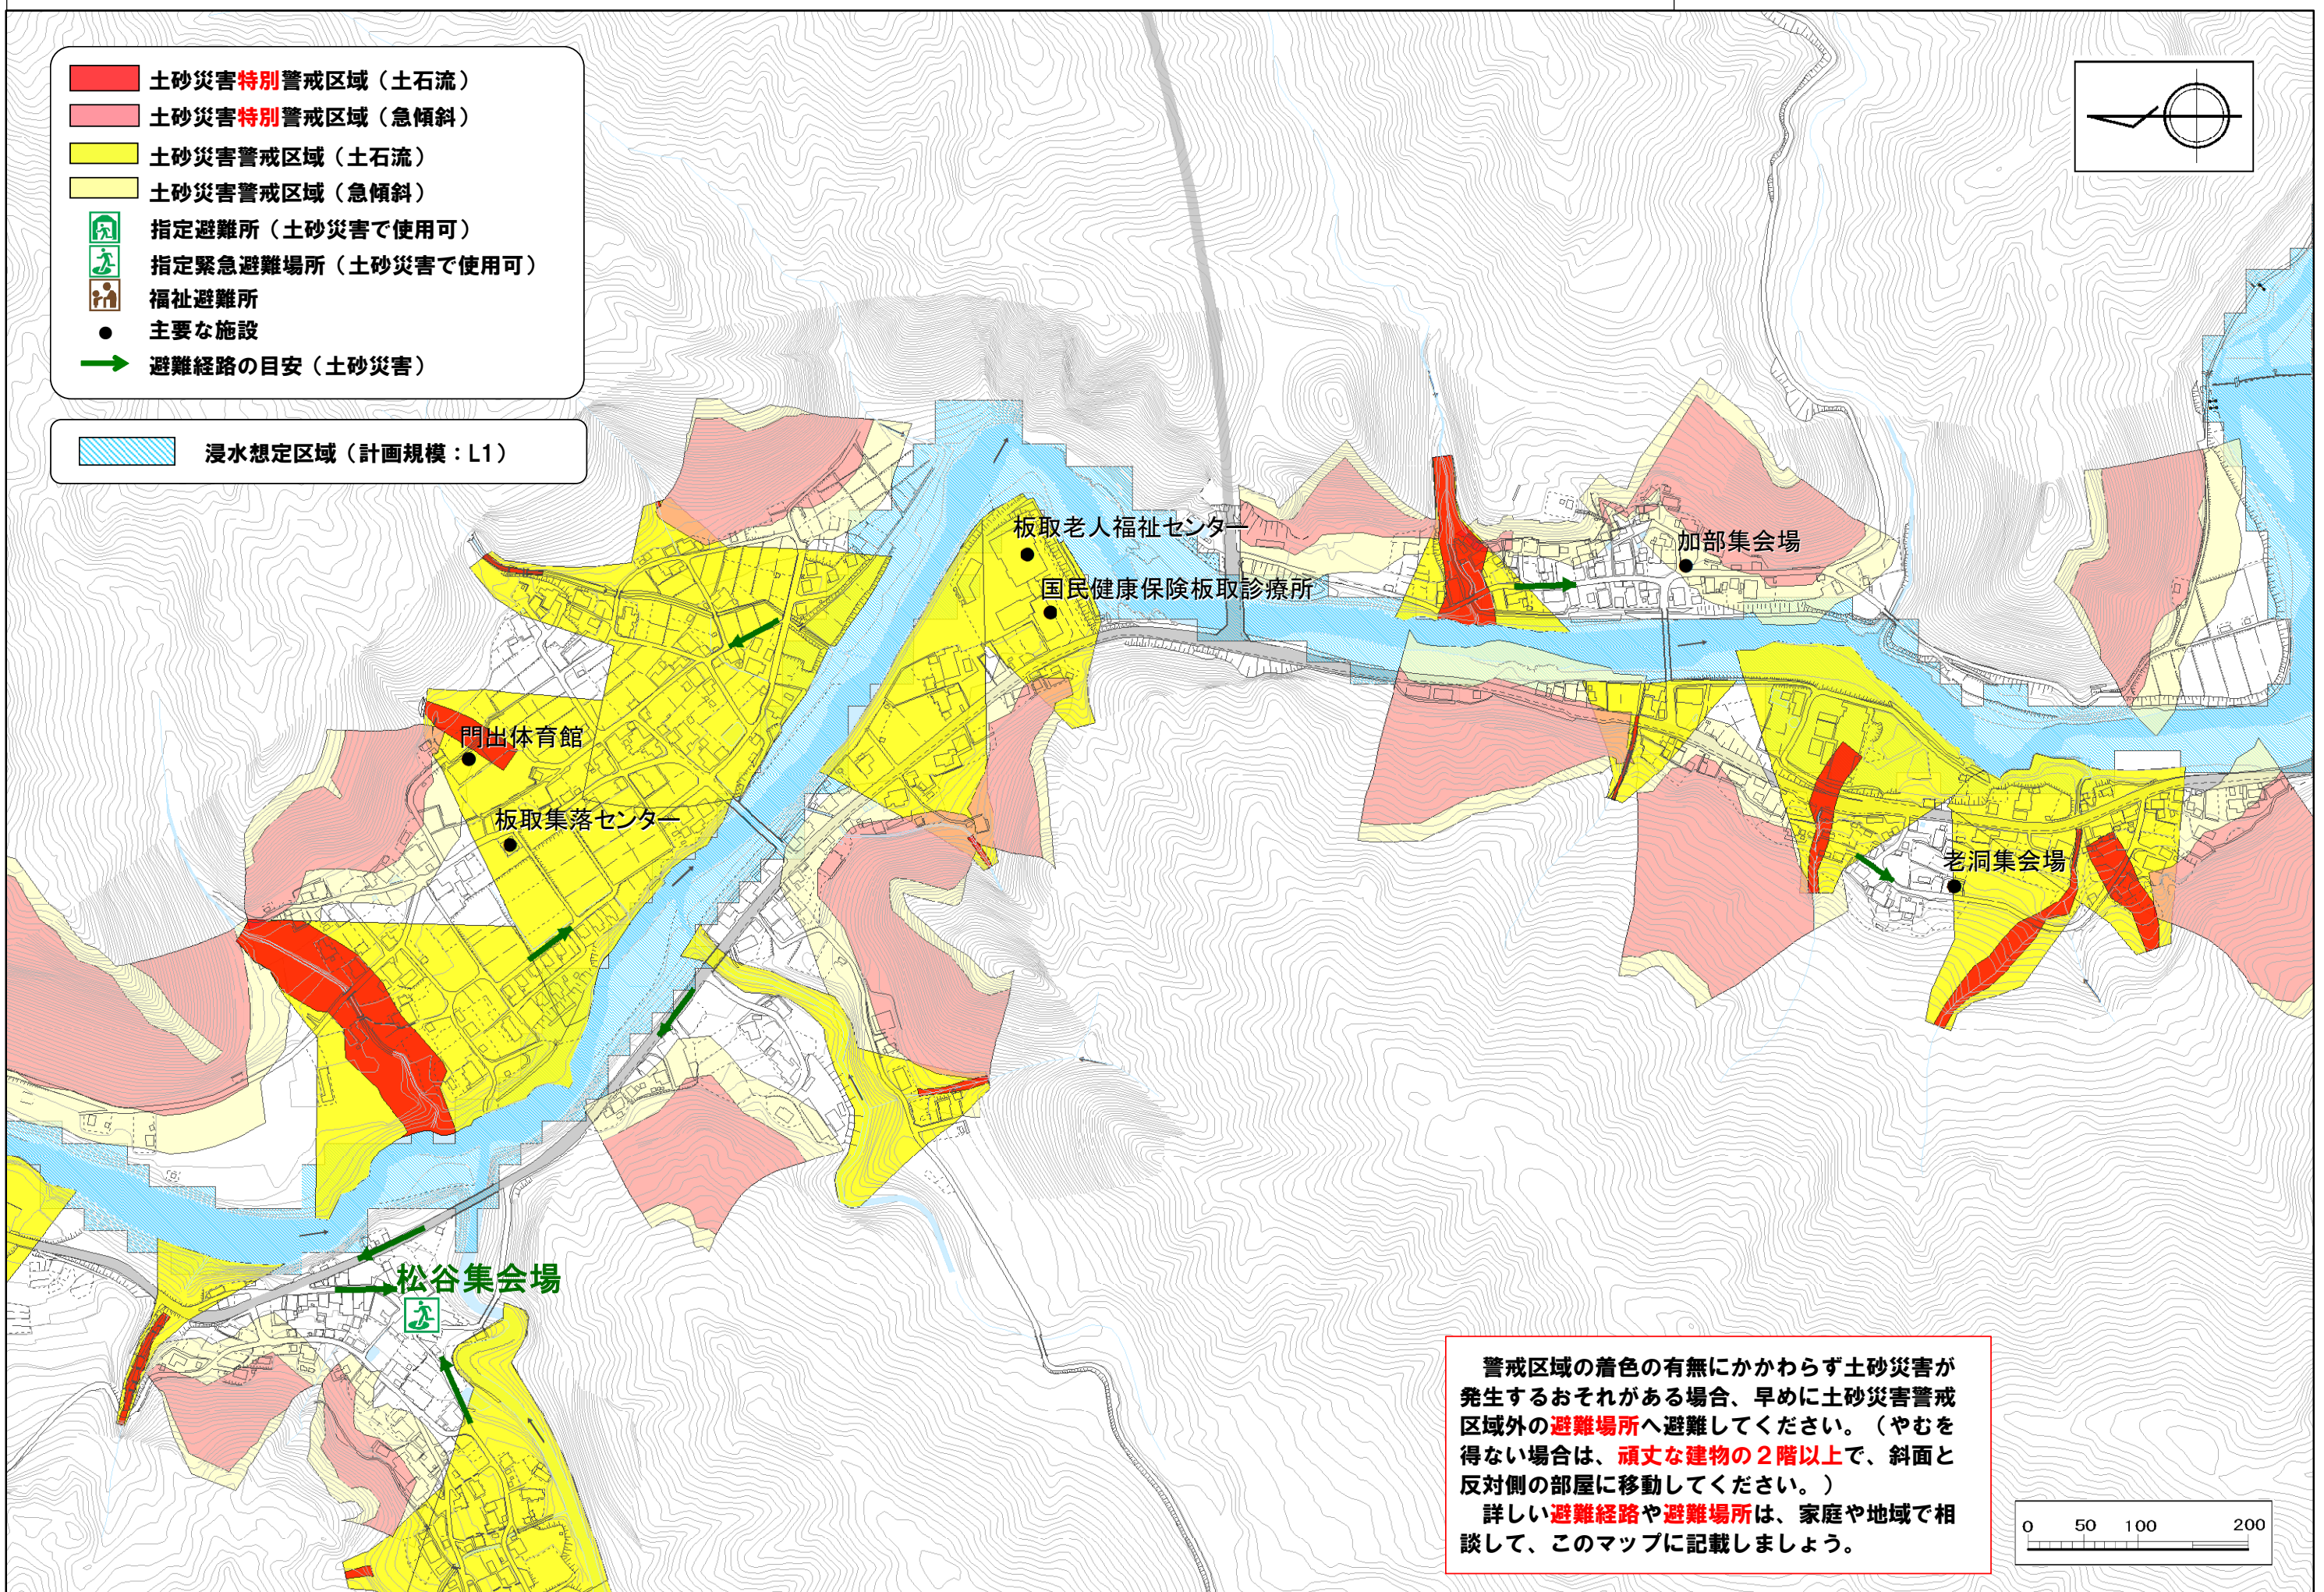 土砂災害特別警戒区域（土石流）
土砂災害特別警戒区域（急傾斜）
土砂災害警戒区域（土石流）
土砂災害警戒区域（急傾斜）
指定避難所（土砂災害で使用可）
指定緊急避難場所（土砂災害で使用可）
福祉避難所
主要な施設
避難経路の目安（土砂災害）
浸水想定区域（計画規模：L1）
板取老人福祉センター
国民健康保険板取診療所
加部集会場
門出体育館
板取集落センター
老洞集会場
松谷集会場
警戒区域の着色の有無にかかわらず土砂災害が
発生するおそれがある場合、早めに土砂災害警戒
区域外の避難場所へ避難してください。（やむを
得ない場合は、頑丈な建物の２階以上で、斜面と
反対側の部屋に移動してください。）
詳しい避難経路や避難場所は、家庭や地域で相
談して、このマップに記載しましょう。
0 50 100 200